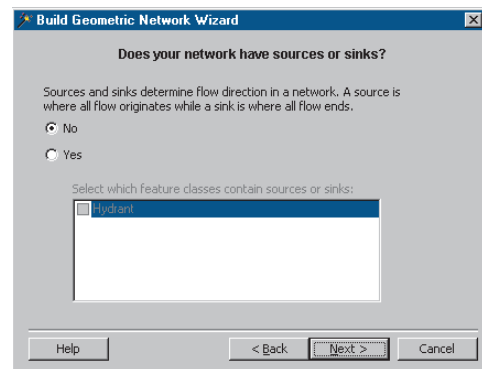 Build Geometric Network Wizard
Does your network have sources or sinks?
Sources and sinks determine flow direction in a network. A source is
where all flow originates while a sink is where all flow ends.
No
Yes
Select which feature classes contain sources or sinks:
Hydrant
Help
< Back
Next >
Cancel